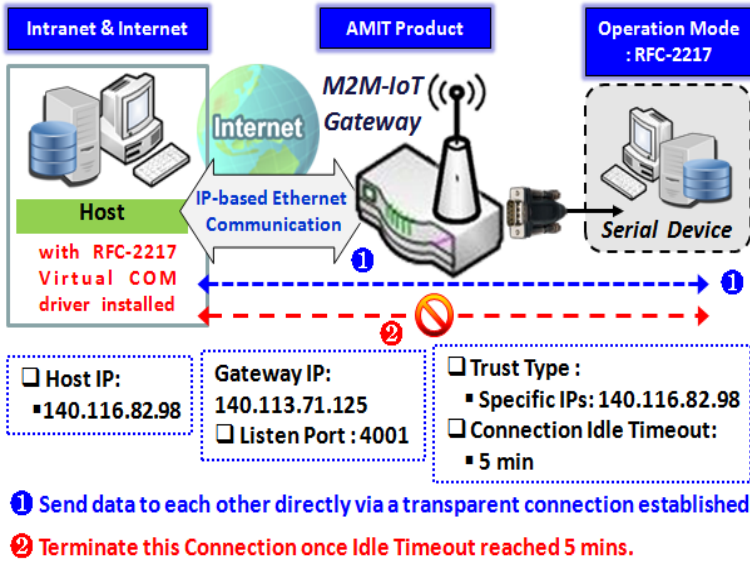 Intranet & Internet
AMIT Product
Operation Mode
: RFC-2217
M2M-IoT
Gateway
Internet
IP-based Ethernet
Communication
Host
with RFC-2217
Virtual COM
driver installed
Serial Device
1
1
2
❑ Host IP:
▪140.116.82.98
Gateway IP:
140.113.71.125
❑ Listen Port : 4001
❑ Trust Type :
▪ Specific IPs: 140.116.82.98
❑ Connection Idle Timeout:
▪ 5 min
❶ Send data to each other directly via a transparent connection established
❷ Terminate this Connection once Idle Timeout reached 5 mins.